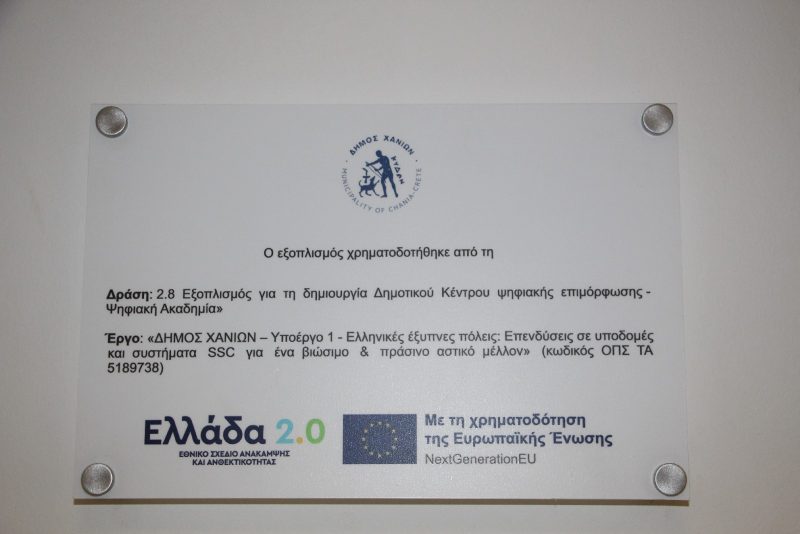 ΔΗΜΟΣ ΧΑΝΙΩΝ
ΚΥΔΩΝ
MUNICIPALITY OF CHANIA-CRETE
Ο εξοπλισμός χρηματοδοτήθηκε από τη
Δράση: 2.8 Εξοπλισμός για τη δημιουργία Δημοτικού Κέντρου ψηφιακής επιμόρφωσης -
Ψηφιακή Ακαδημία»
Έργο: «ΔΗΜΟΣ ΧΑΝΙΩΝ – Υποέργο 1 - Ελληνικές έξυπνες πόλεις: Επενδύσεις σε υποδομές
και συστήματα SSC για ένα βιώσιμο & πράσινο αστικό μέλλον» (κωδικός ΟΠΣ ΤΑ
5189738)
Ελλάδα 2.0
ΕΘΝΙΚΟ ΣΧΕΔΙΟ ΑΝΑΚΑΜΨΗΣ
ΚΑΙ ΑΝΘΕΚΤΙΚΟΤΗΤΑΣ
Με τη χρηματοδότηση
της Ευρωπαϊκής Ένωσης
NextGenerationEU